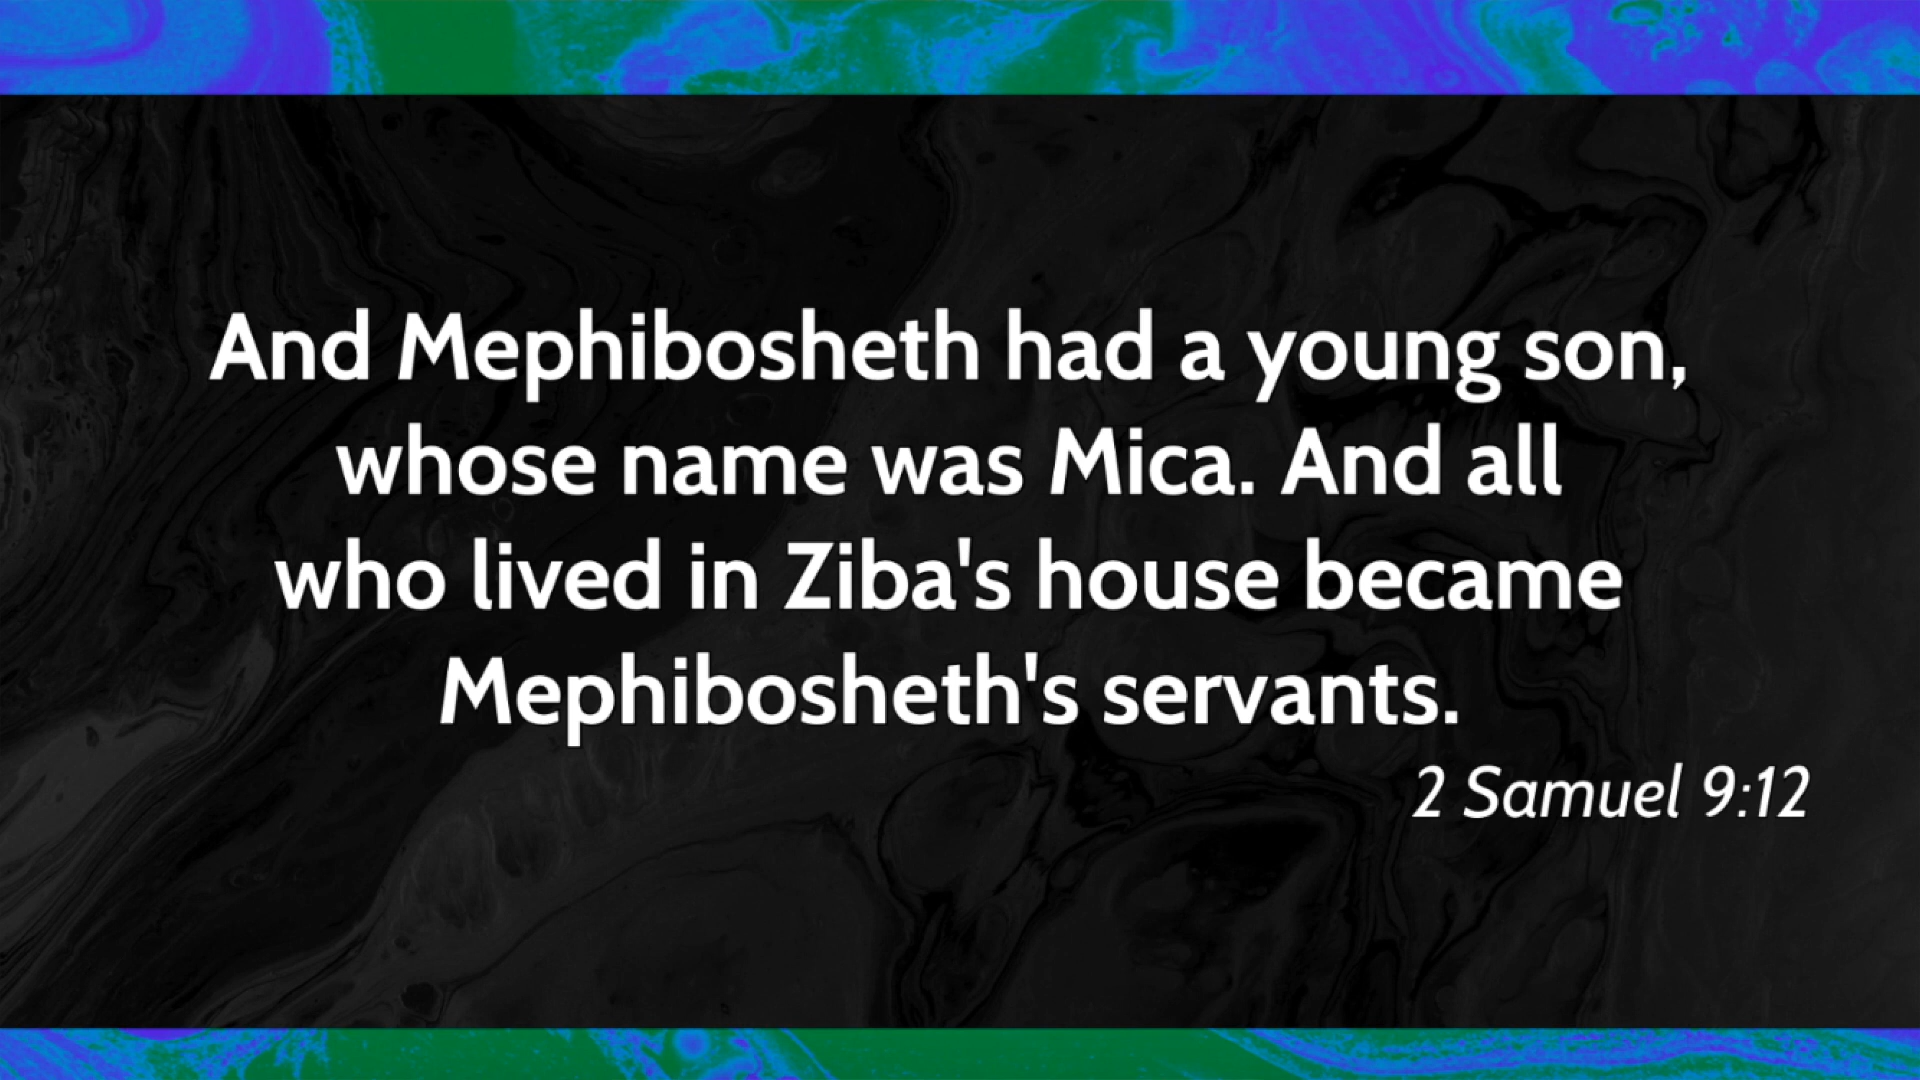 And Mephibosheth had a young son,
whose name was Mica. And all
who lived in Ziba's house became
Mephibosheth's servants.
2 Samuel 9:12